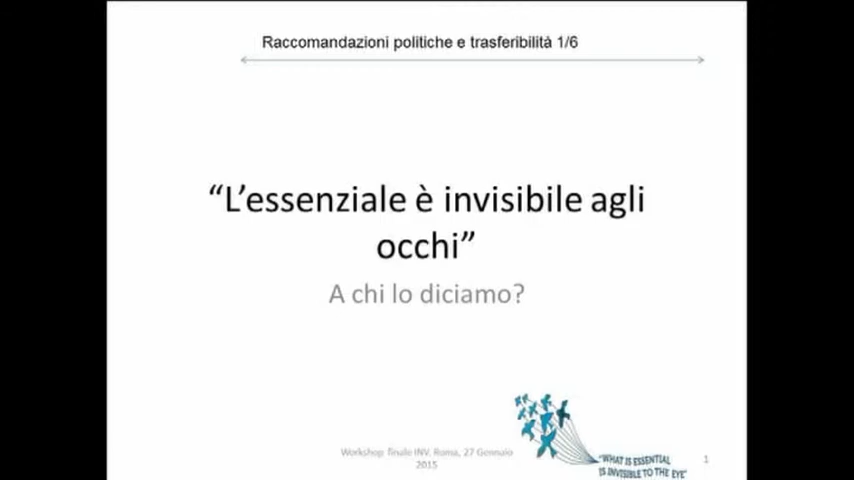 Raccomandazioni politiche e trasferibilità 1/6
“L’essenziale è invisibile agli
occhi”
A chi lo diciamo?
Workshop finale INV. Roma, 27 Gennaio
2015
"WHAT IS ESSENTIAL
IS INVISIBLE TO THE EYE"
1